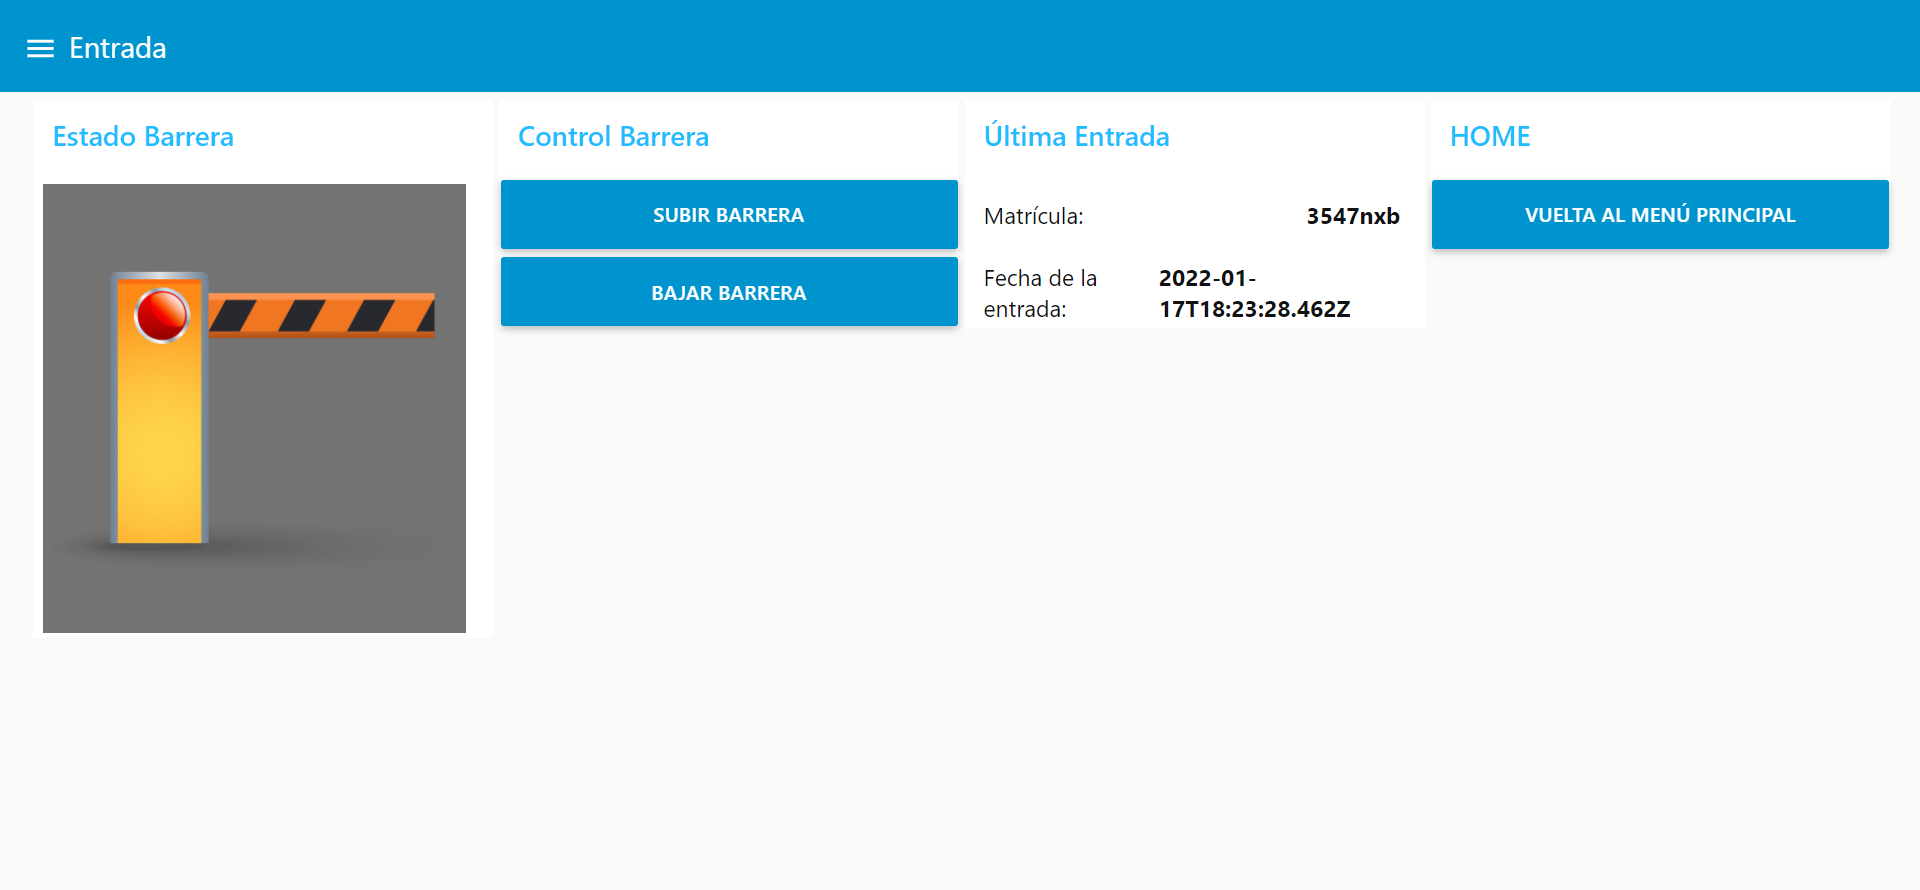 Entrada
Estado Barrera
Control Barrera
SUBIR BARRERA
BAJAR BARRERA
Última Entrada
Matrícula: 3547nxb
Fecha de la entrada: 2022-01-
17T18:23:28.462Z
HOME
VUELTA AL MENÚ PRINCIPAL